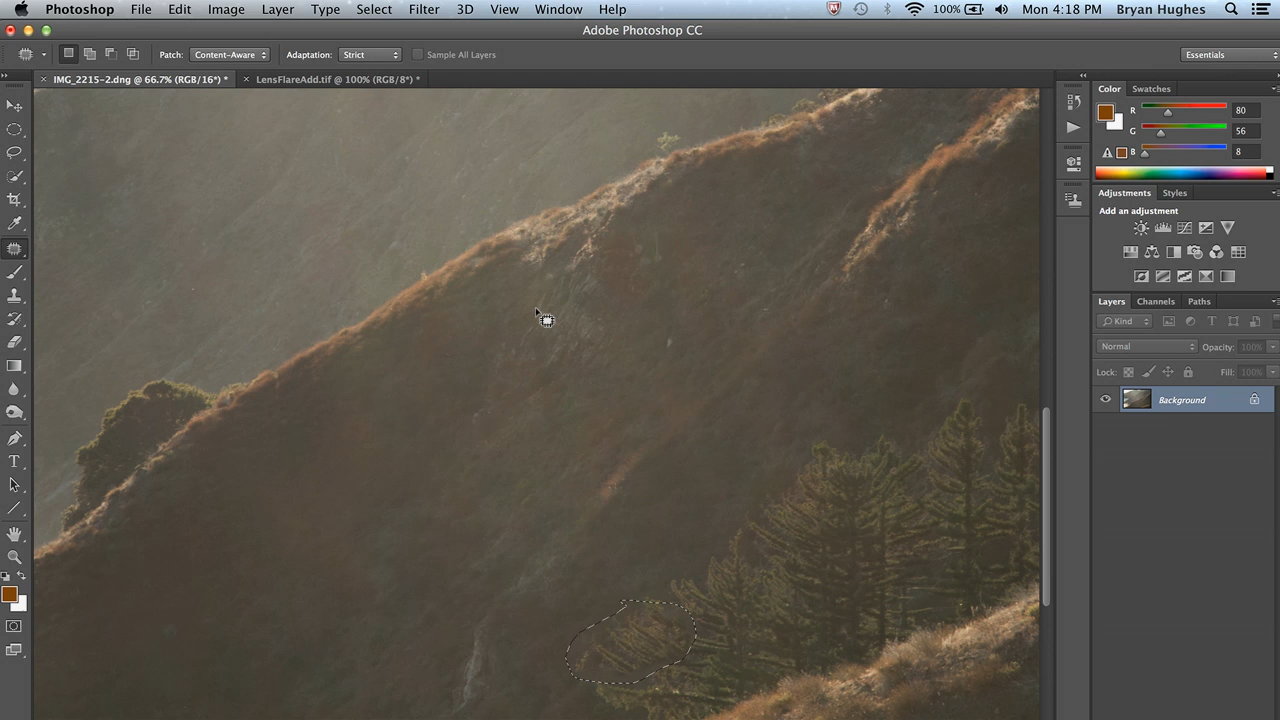 Photoshop File Edit Image Layer Type Select Filter 3D View Window Help 100% Mon 4:18 PM Bryan Hughes
Adobe Photoshop CC
Patch: Content-Aware Adaptation: Strict Sample All Layers Essentials
× IMG_2215-2.dng @ 66.7% (RGB/16*) * × LensFlareAdd.tif @ 100% (RGB/8*) *
Color Swatches
R 80
G 56
B 8
Adjustments Styles
Add an adjustment
Layers Channels Paths
Kind
Normal Opacity: 100%
Lock: Fill: 100%
Background